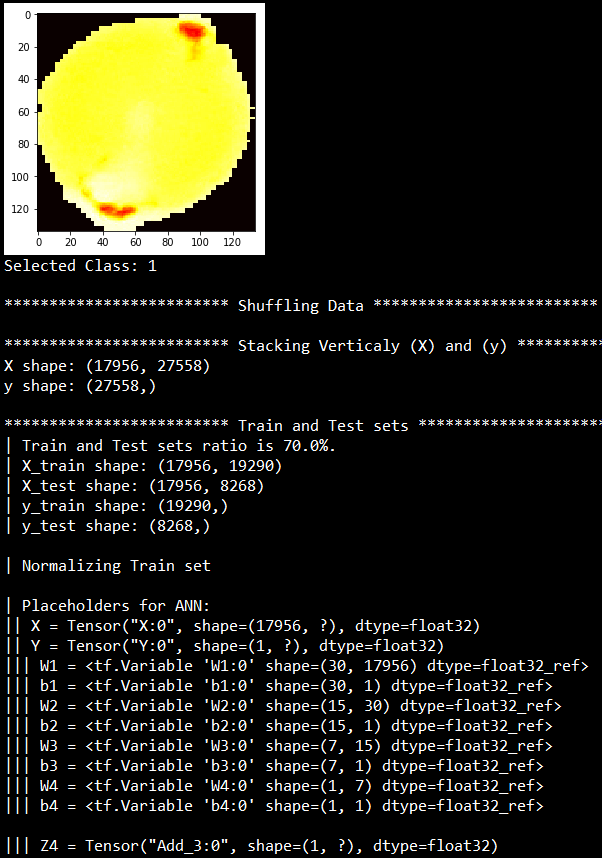 0
20
40
60
80
100
120
0 20 40 60 80 100 120
Selected Class: 1
************************* Shuffling Data *************************
************************* Stacking Verticaly (X) and (y) **********
X shape: (17956, 27558)
y shape: (27558,)
************************* Train and Test sets *********************
| Train and Test sets ratio is 70.0%.
| X_train shape: (17956, 19290)
| X_test shape: (17956, 8268)
| y_train shape: (19290,)
| y_test shape: (8268,)
| Normalizing Train set
| Placeholders for ANN:
|| X = Tensor("X:0", shape=(17956, ?), dtype=float32)
|| Y = Tensor("Y:0", shape=(1, ?), dtype=float32)
||| W1 = <tf.Variable 'W1:0' shape=(30, 17956) dtype=float32_ref>
||| b1 = <tf.Variable 'b1:0' shape=(30, 1) dtype=float32_ref>
||| W2 = <tf.Variable 'W2:0' shape=(15, 30) dtype=float32_ref>
||| b2 = <tf.Variable 'b2:0' shape=(15, 1) dtype=float32_ref>
||| W3 = <tf.Variable 'W3:0' shape=(7, 15) dtype=float32_ref>
||| b3 = <tf.Variable 'b3:0' shape=(7, 1) dtype=float32_ref>
||| W4 = <tf.Variable 'W4:0' shape=(1, 7) dtype=float32_ref>
||| b4 = <tf.Variable 'b4:0' shape=(1, 1) dtype=float32_ref>
||| Z4 = Tensor("Add_3:0", shape=(1, ?), dtype=float32)